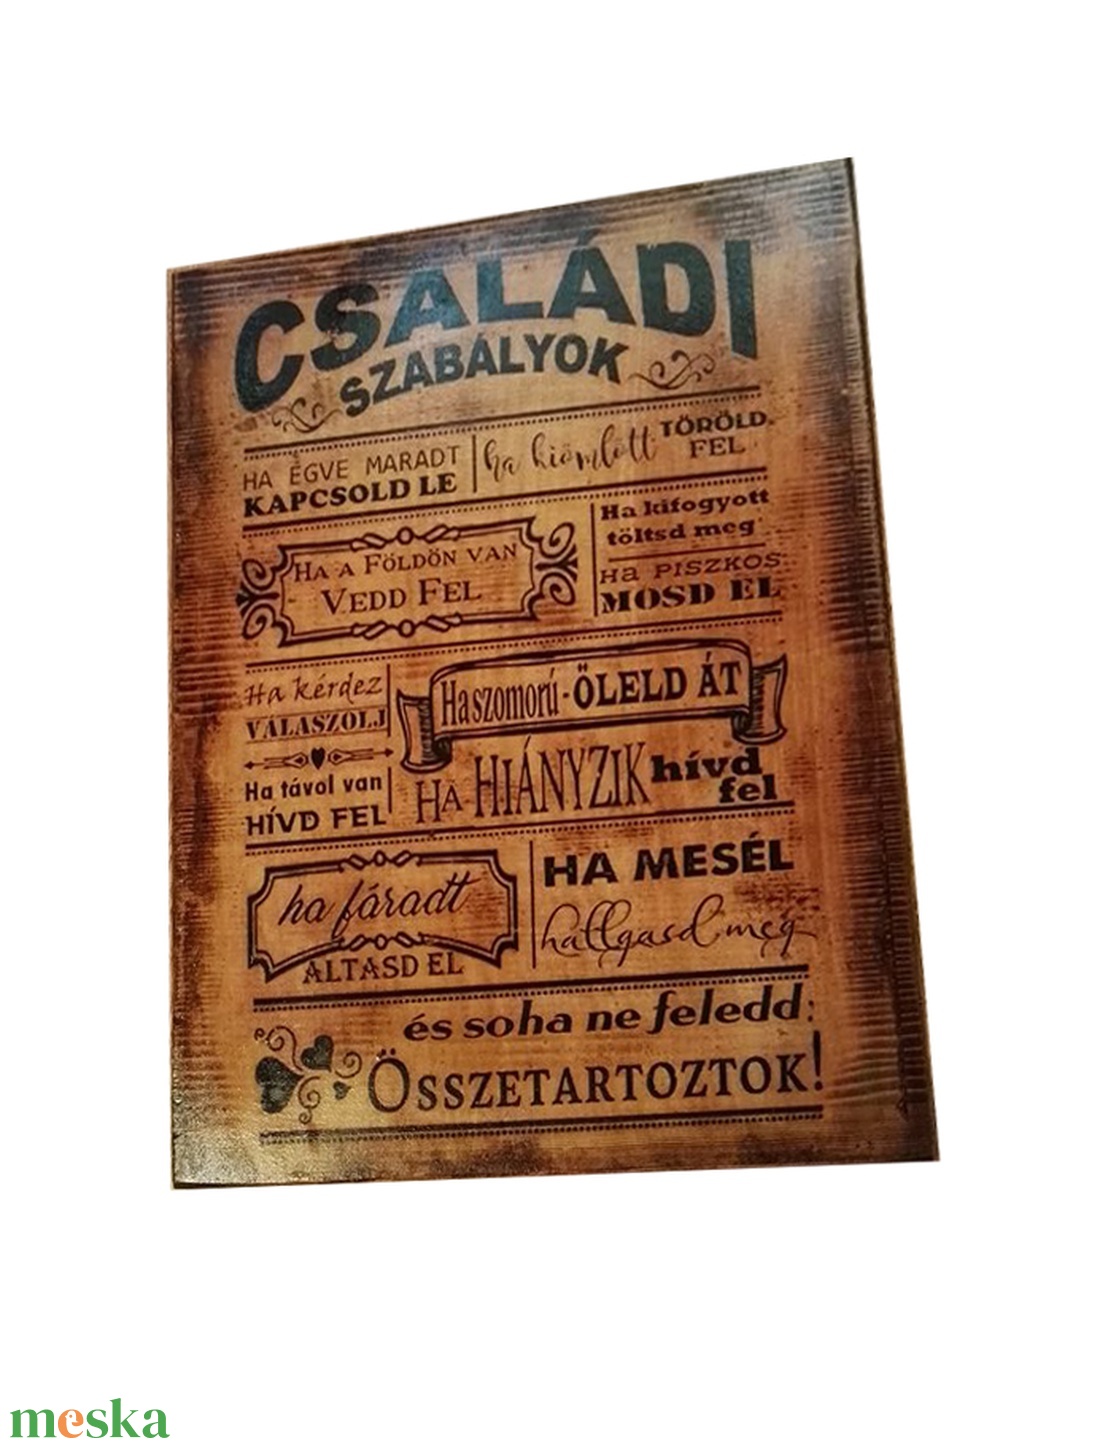 CSALÁDI
SZABÁLYOK
HA ÉGVE MARADT
KAPCSOLD LE
ha kiömlött
TÖRÖLD
FEL
Ha a Földön van
Vedd Fel
Ha kifogyott
töltsd meg
Ha PISZKOS
MOSD EL
Ha kérdez
VÁLASZOLJ
Ha távol van
HÍVD FEL
Ha szomorú - ÖLELD ÁT
HA HIÁNYZIK hívd
fel
ha fáradt
ALTASD EL
HA MESÉL
hallgasd meg
és soha ne feledd:
ÖSSZETARTOZTOK!
meska